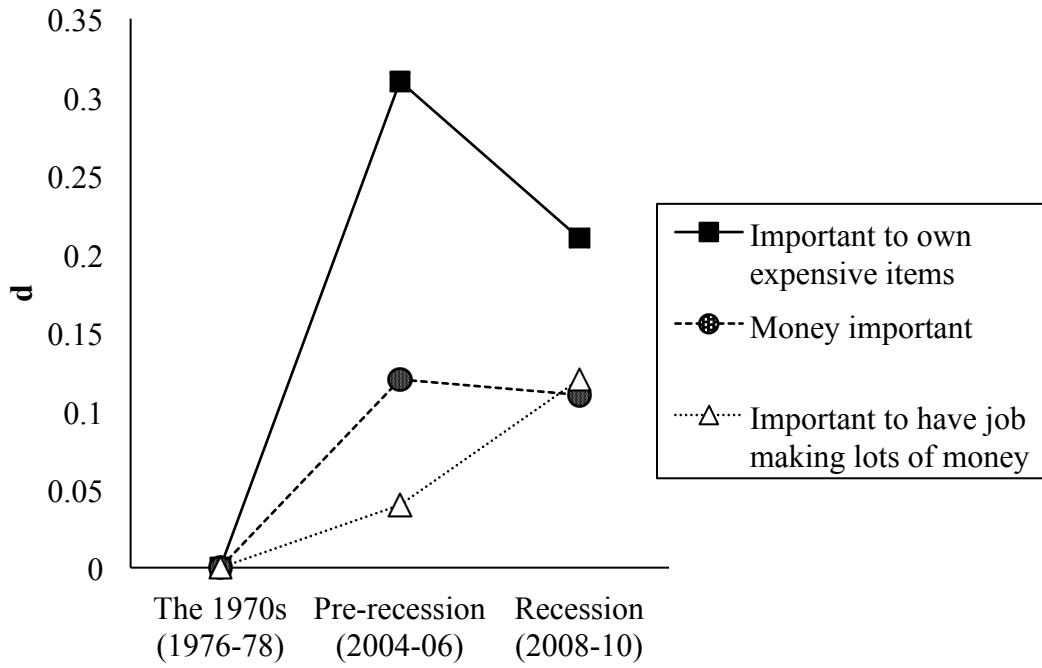 0.35
0.3
0.25
0.2
0.15
0.1
0.05
0
d
The 1970s
(1976-78)
Pre-recession
(2004-06)
Recession
(2008-10)
Important to own
expensive items
Money important
Important to have job
making lots of money